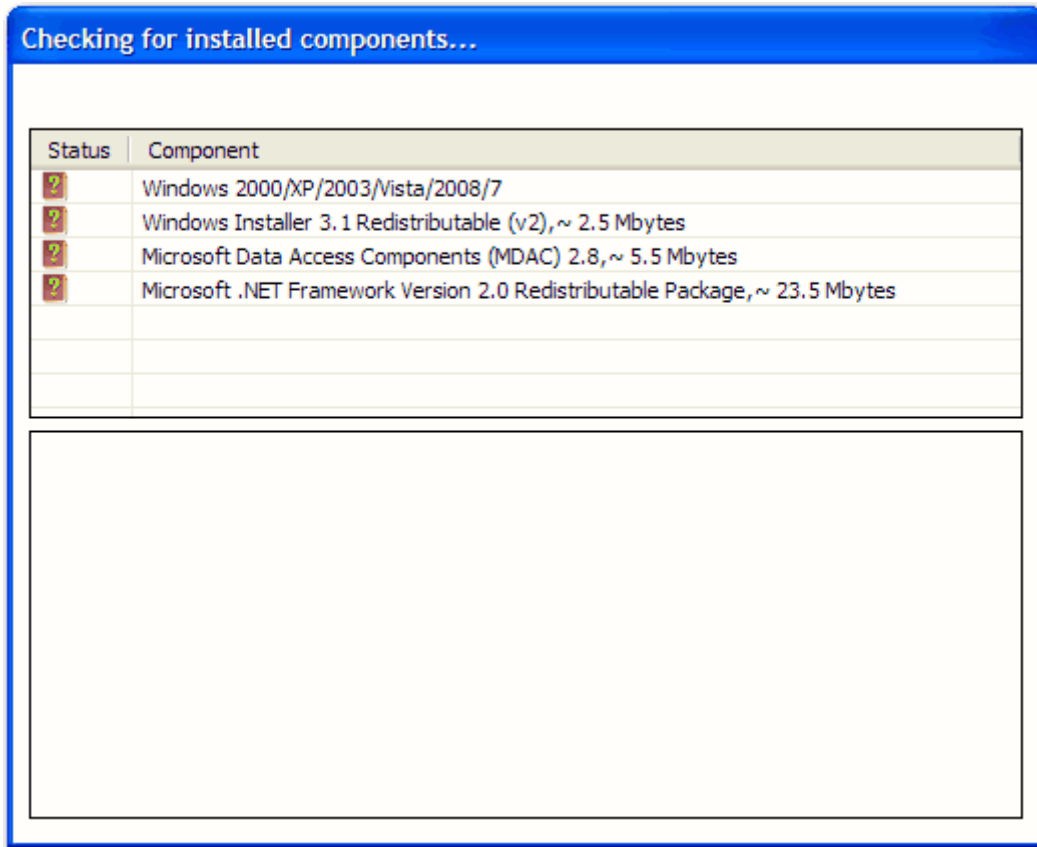 Checking for installed components...
Status Component
? Windows 2000/XP/2003/Vista/2008/7
? Windows Installer 3.1 Redistributable (v2),~ 2.5 Mbytes
? Microsoft Data Access Components (MDAC) 2.8,~ 5.5 Mbytes
? Microsoft .NET Framework Version 2.0 Redistributable Package,~ 23.5 Mbytes